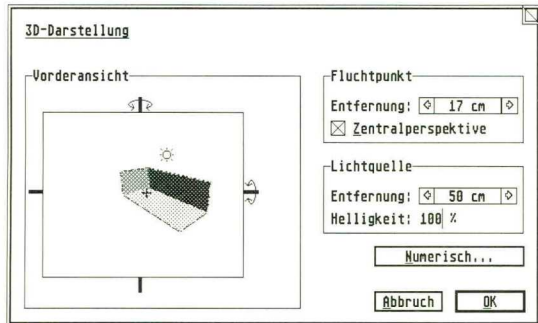 3D-Darstellung
Vorderansicht
Fluchtpunkt
Entfernung: 17 cm
Zentralperspektive
Lichtquelle
Entfernung: 50 cm
Helligkeit: 100 %
Numerisch...
Abbruch
OK